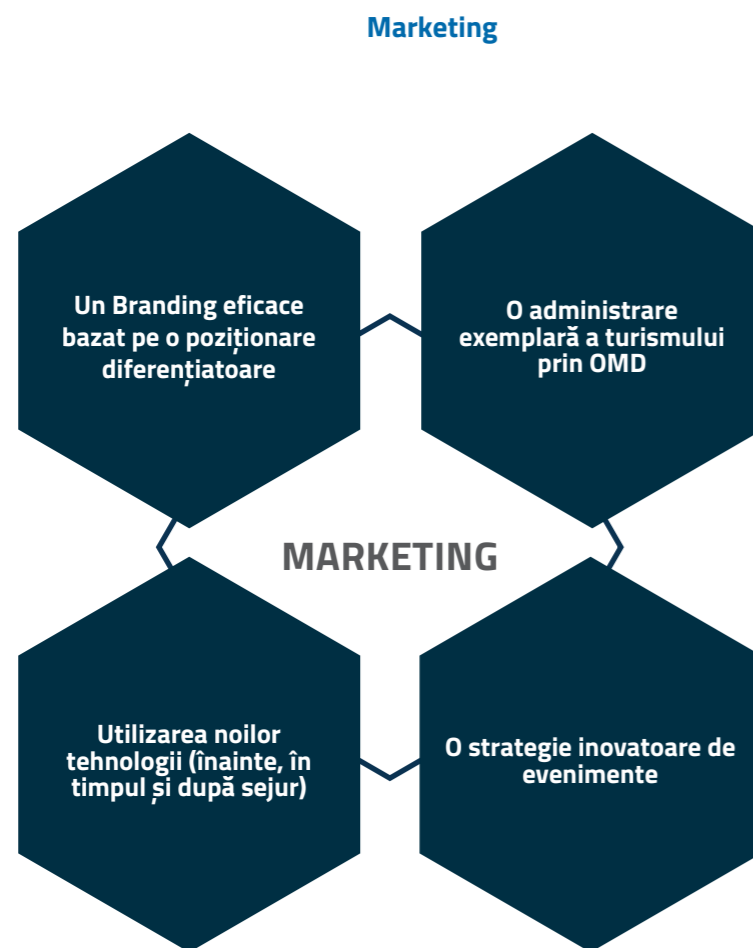 Marketing
Un Branding eficace
bazat pe o poziționare
diferențiatoare
O administrare
exemplară a turismului
prin OMD
MARKETING
Utilizarea noilor
tehnologii (înainte, în
timpul și după sejur)
O strategie inovatoare de
evenimente